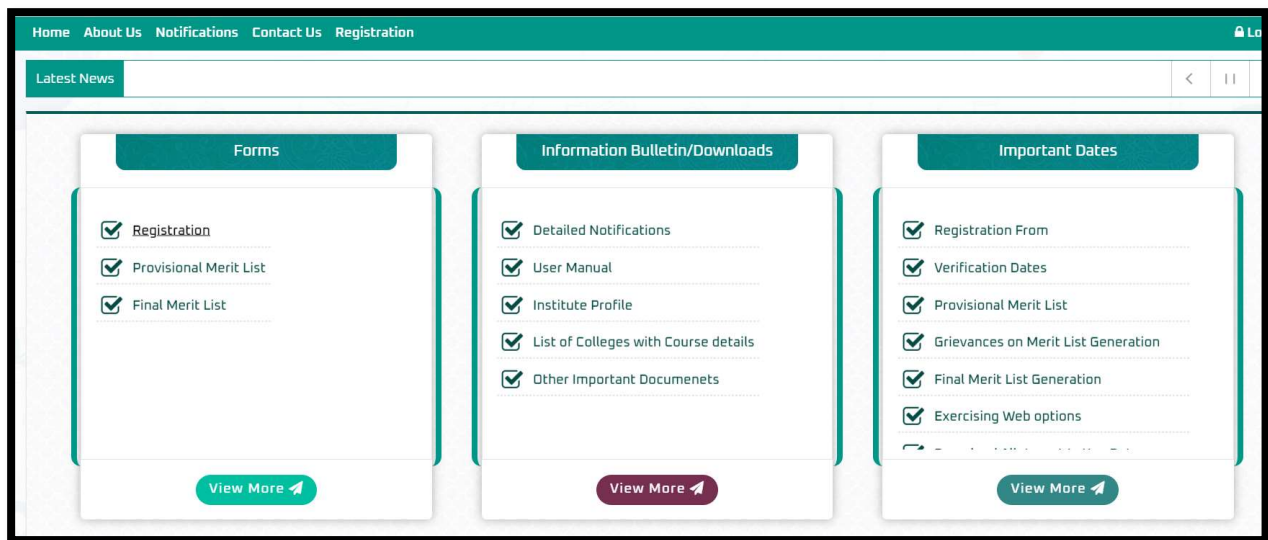 Home About Us Notifications Contact Us Registration
Latest News
Forms
Registration
Provisional Merit List
Final Merit List
View More
Information Bulletin/Downloads
Detailed Notifications
User Manual
Institute Profile
List of Colleges with Course details
Other Important Documenets
View More
Important Dates
Registration From
Verification Dates
Provisional Merit List
Grievances on Merit List Generation
Final Merit List Generation
Exercising Web options
View More